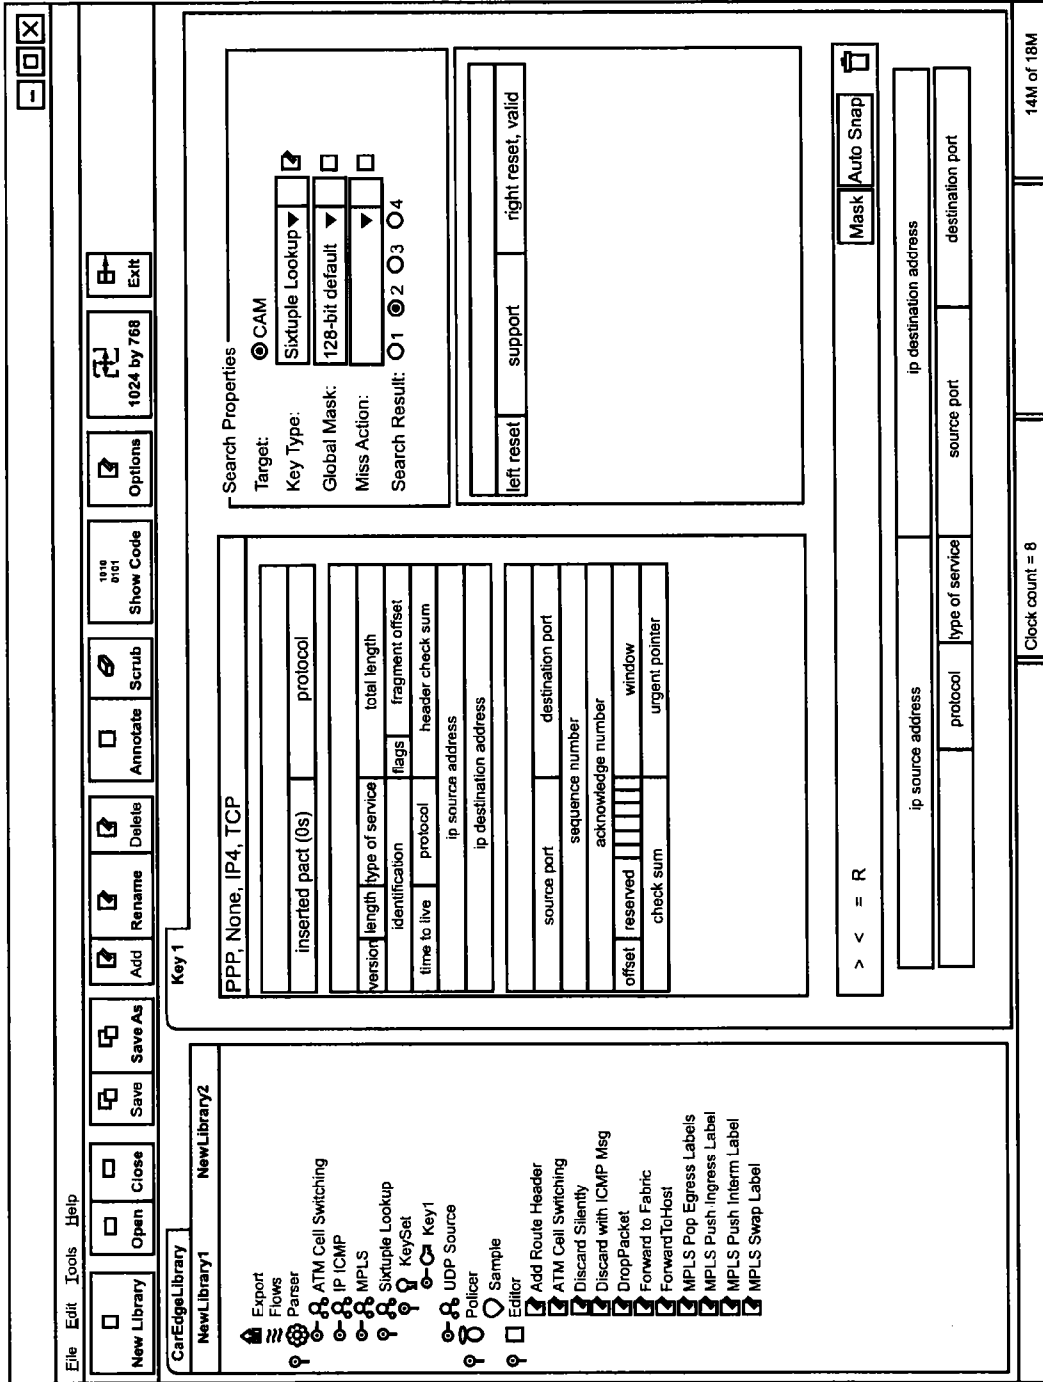 File Edit Tools Help
New Library Open Close Save Save As Add Rename Delete Annotate Scrub Show Code Options 1024 by 768 Exit
1010
0101
CarEdgeLibrary
NewLibrary1 NewLibrary2
Export
Flows
Parser
ATM Cell Switching
IP ICMP
MPLS
Sixtuple Lookup
KeySet
Key1
UDP Source
Policer
Sample
Editor
Add Route Header
ATM Cell Switching
Discard Silently
Discard with ICMP Msg
DropPacket
Forward to Fabric
ForwardToHost
MPLS Pop Egress Labels
MPLS Push Ingress Label
MPLS Push Interm Label
MPLS Swap Label
Key 1
PPP, None, IP4, TCP
inserted pact (0s) protocol
version length type of service total length
identification flags fragment offset
time to live protocol header check sum
ip source address
ip destination address
source port destination port
sequence number
acknowledge number
offset reserved window
check sum urgent pointer
Search Properties
Target: CAM
Key Type: Sixtuple Lookup
Global Mask: 128-bit default
Miss Action:
Search Result: 1 2 3 4
left reset support right reset, valid
> < = R Mask Auto Snap
ip source address ip destination address
protocol type of service source port destination port
Clock count = 8 14M of 18M